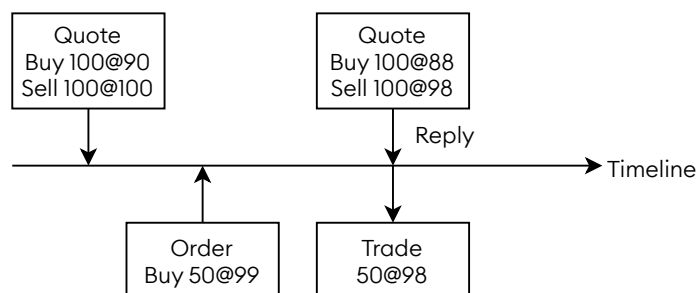 Quote
Buy 100@90
Sell 100@100
Quote
Buy 100@88
Sell 100@98
Reply
Timeline
Order
Buy 50@99
Trade
50@98